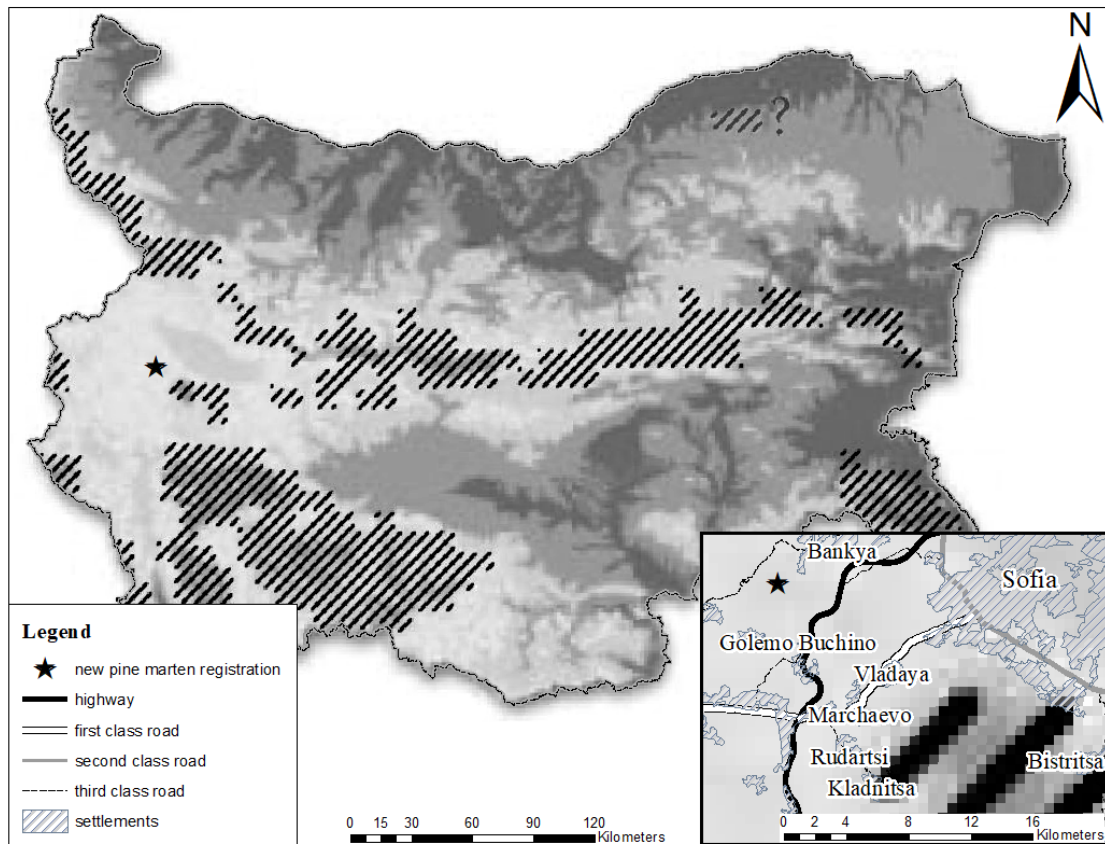 N
?
Legend
new pine marten registration
highway
first class road
second class road
third class road
settlements
0 15 30 60 90 120
Kilometers
Bankya
Sofia
Golemo Buchino
Vladaya
Marchaevo
Rudartsi
Bistritsa
Kladnitsa
0 2 4 8 12 16
Kilometers